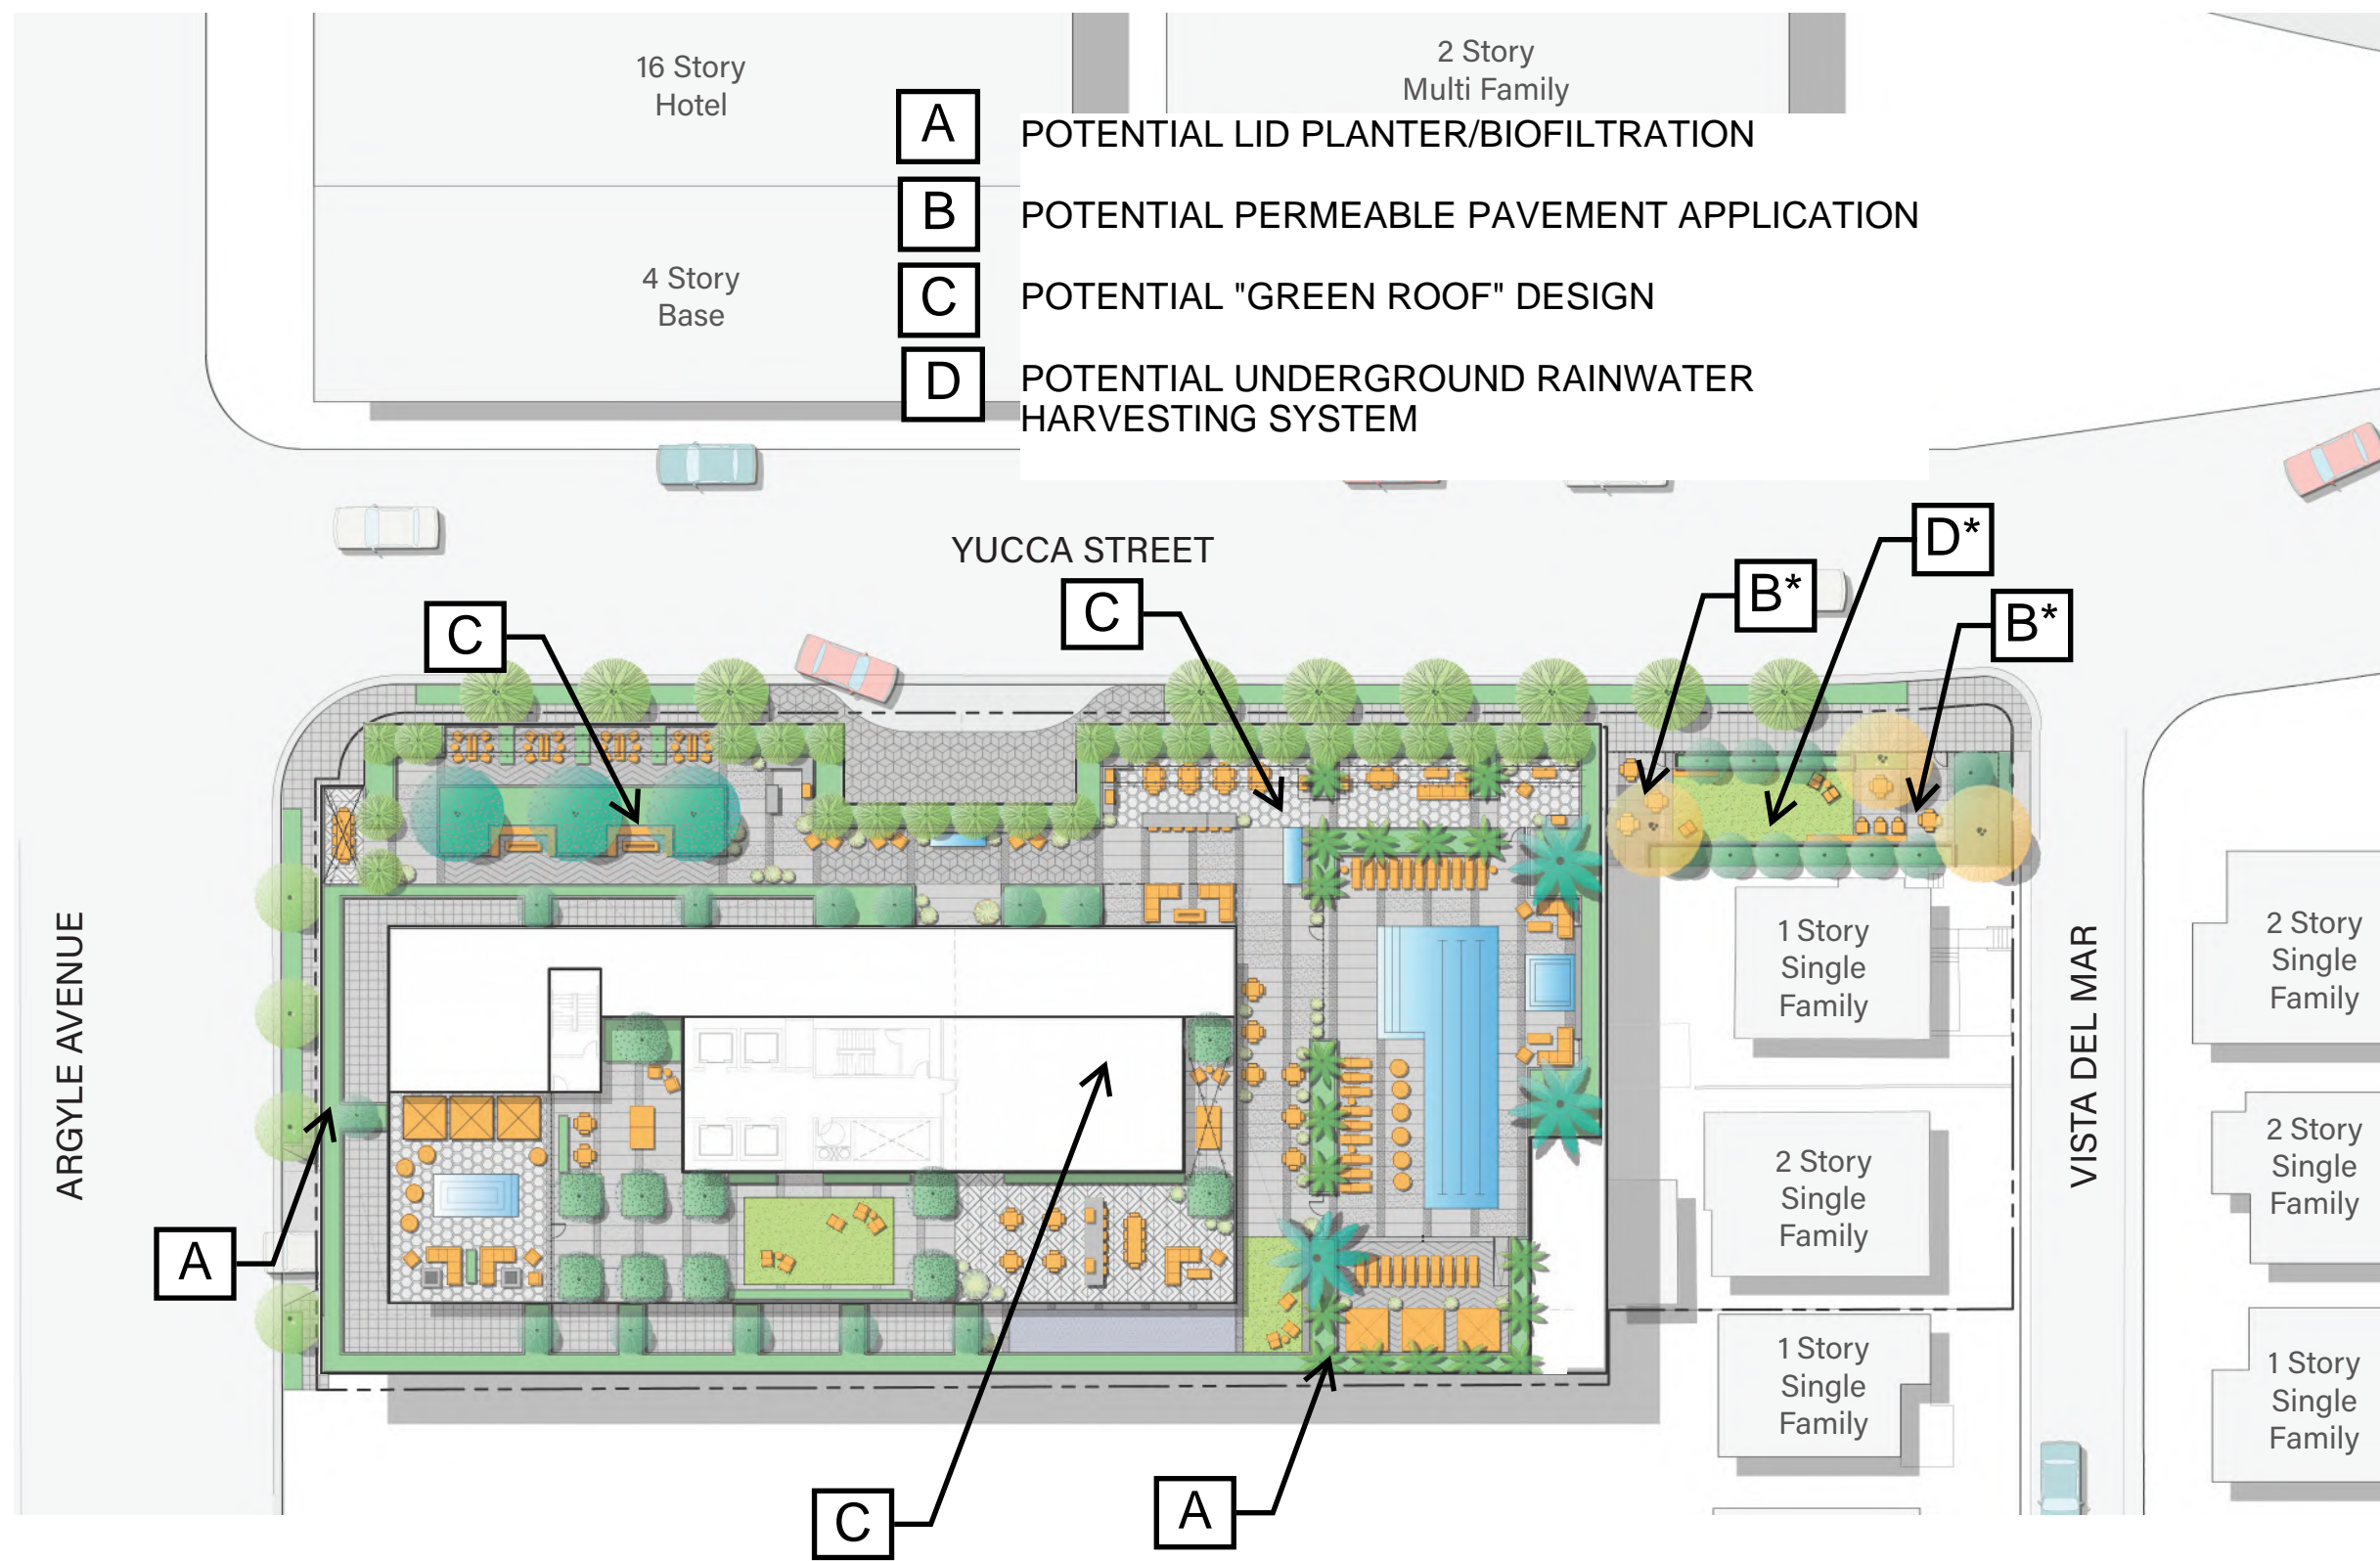 16 Story
Hotel
2 Story
Multi Family
A
POTENTIAL LID PLANTER/BIOFILTRATION
B
POTENTIAL PERMEABLE PAVEMENT APPLICATION
4 Story
Base
C
POTENTIAL "GREEN ROOF" DESIGN
D
POTENTIAL UNDERGROUND RAINWATER
HARVESTING SYSTEM
YUCCA STREET
D*
B*
B*
C
C
ARGYLE AVENUE
1 Story
Single
Family
VISTA DEL MAR
2 Story
Single
Family
2 Story
Single
Family
2 Story
Single
Family
A
1 Story
Single
Family
1 Story
Single
Family
C
A